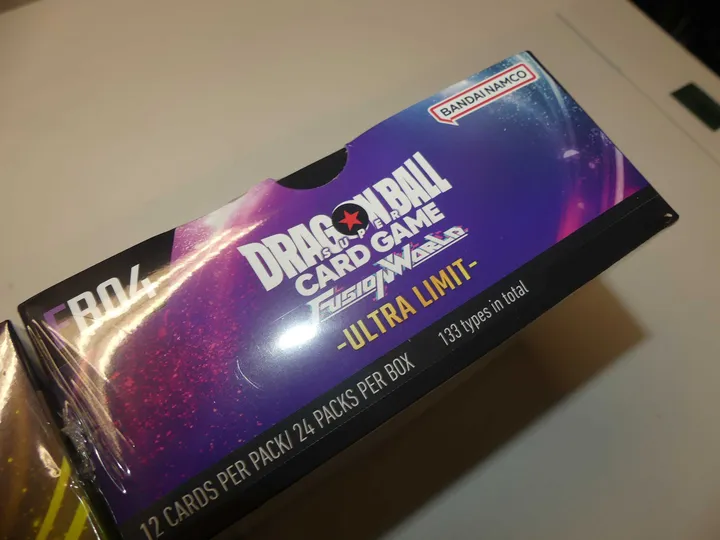 BANDAI NAMCO
FB04
DRAGON BALL
SUPER
CARD GAME
FUSION WORLD
-ULTRA LIMIT-
133 types in total
12 CARDS PER PACK/ 24 PACKS PER BOX